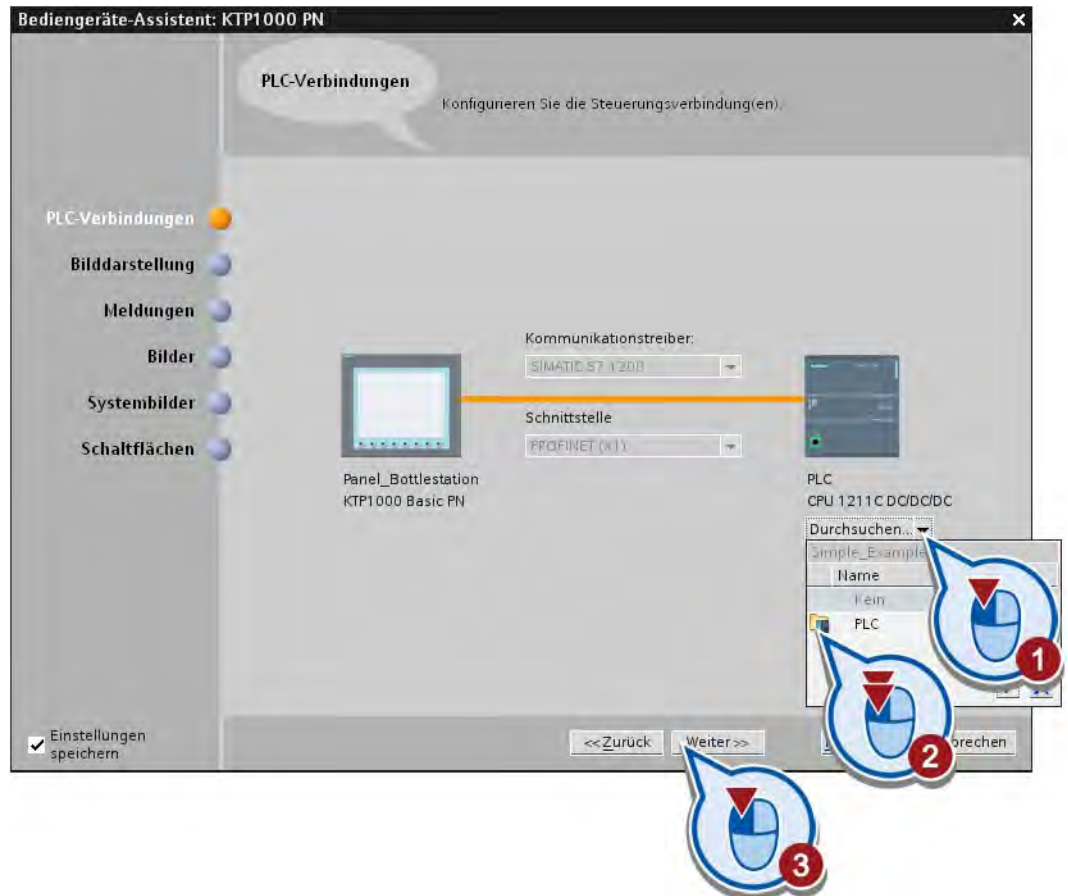 Bediengeräte-Assistent: KTP1000 PN
PLC-Verbindungen
Konfigurieren Sie die Steuerungsverbindung(en).
PLC-Verbindungen
Bilddarstellung
Meldungen
Bilder
Systembilder
Schaltflächen
Kommunikationstreiber:
SIMATIC S7 1200
Schnittstelle
PROFINET (X1)
Panel_Bottlestation
KTP1000 Basic PN
PLC
CPU 1211C DC/DC/DC
Durchsuchen...
Simple_Example
Name
Kein
PLC
1
2
Einstellungen
speichern
<<Zurück
Weiter>>
brechen
3